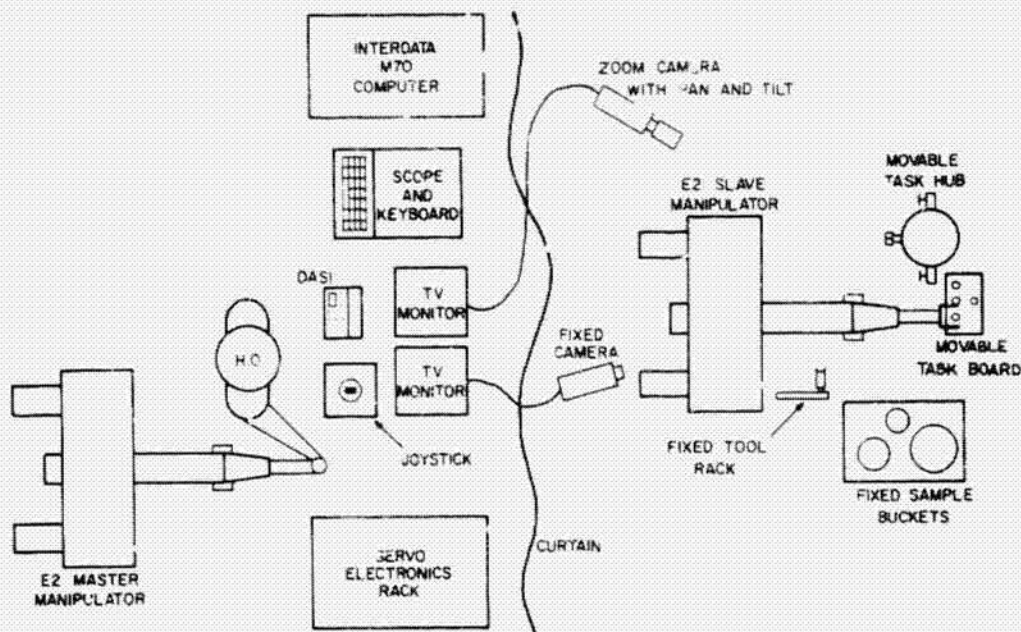 INTERDATA
M70
COMPUTER
ZOOM CAMERA
WITH PAN AND TILT
SCOPE
AND
KEYBOARD
E2 SLAVE
MANIPULATOR
MOVABLE
TASK HUB
DASI
TV
MONITOR
H.O
TV
MONITOR
FIXED
CAMERA
MOVABLE
TASK BOARD
JOYSTICK
FIXED TOOL
RACK
FIXED SAMPLE
BUCKETS
E2 MASTER
MANIPULATOR
SERVO
ELECTRONICS
RACK
CURTAIN